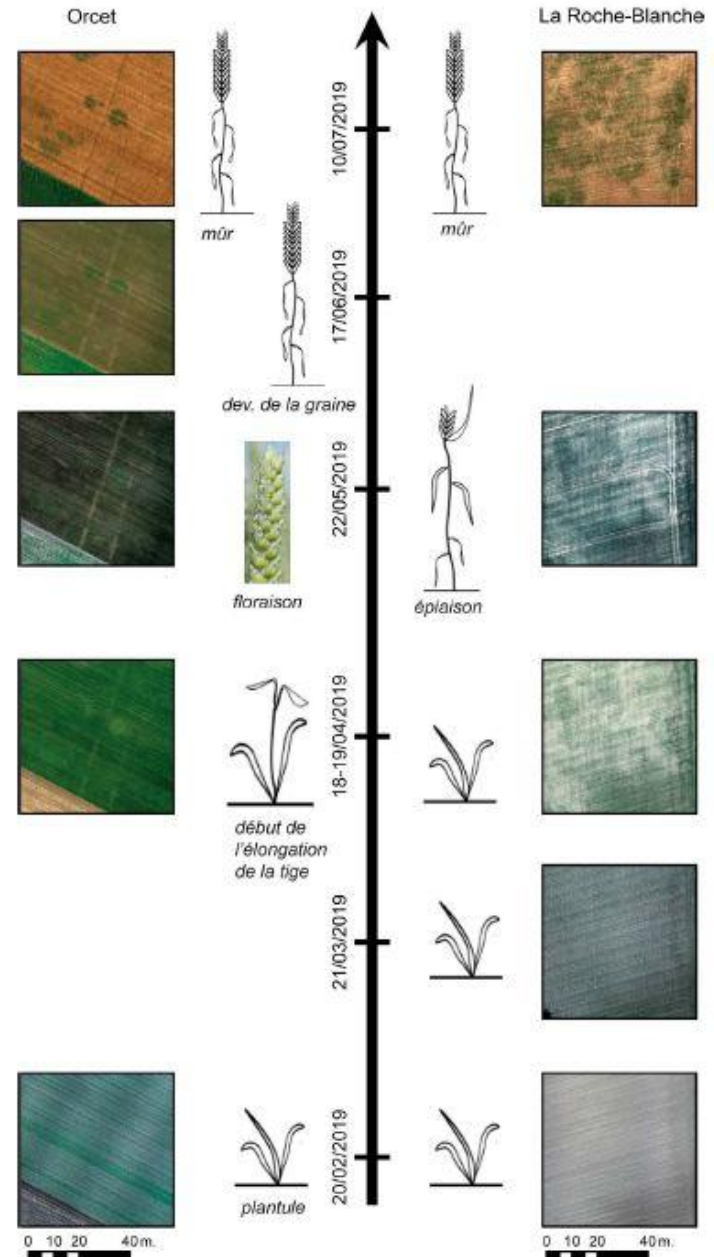 Orcet
La Roche-Blanche
10/07/2019
mûr
mûr
17/06/2019
dev. de la graine
22/05/2019
floraison
épiaison
18-19/04/2019
début de
l'élongation
de la tige
21/03/2019
20/02/2019
plantule
0 10 20 40 m.
0 10 20 40 m.